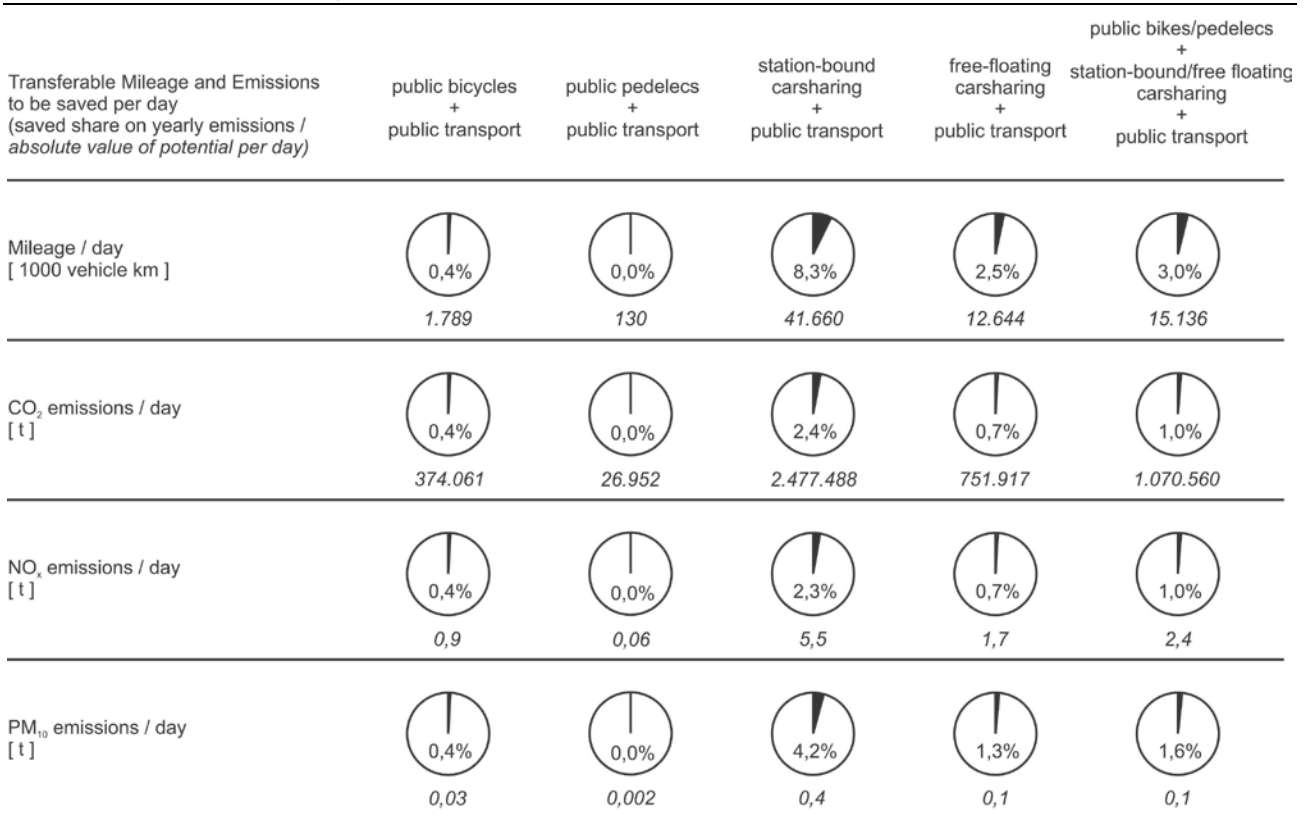 Transferable Mileage and Emissions
to be saved per day
(saved share on yearly emissions /
absolute value of potential per day)
public bicycles
+
public transport
public pedelecs
+
public transport
station-bound
carsharing
+
public transport
free-floating
carsharing
+
public transport
public bikes/pedelecs
+
station-bound/free floating
carsharing
+
public transport
Mileage / day
[ 1000 vehicle km ]
0,4% 0,0% 8,3% 2,5% 3,0%
1.789 130 41.660 12.644 15.136
CO₂ emissions / day
[ t ]
0,4% 0,0% 2,4% 0,7% 1,0%
374.061 26.952 2.477.488 751.917 1.070.560
NOₓ emissions / day
[ t ]
0,4% 0,0% 2,3% 0,7% 1,0%
0,9 0,06 5,5 1,7 2,4
PM₁₀ emissions / day
[ t ]
0,4% 0,0% 4,2% 1,3% 1,6%
0,03 0,002 0,4 0,1 0,1